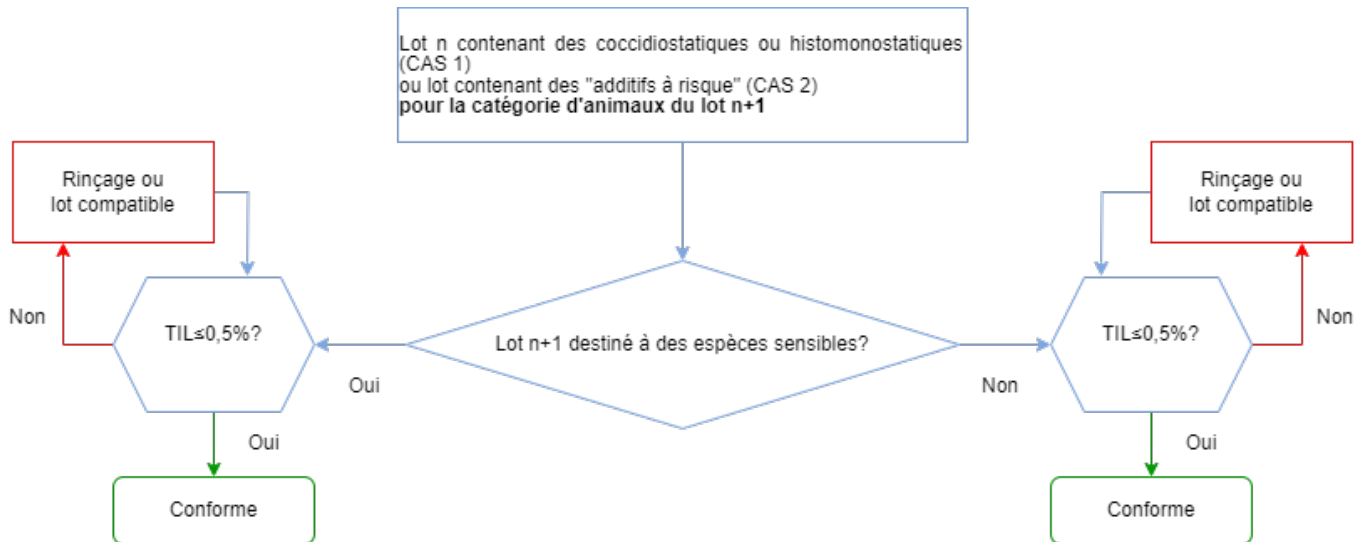 Lot n contenant des coccidiostatiques ou histomonostatiques
(CAS 1)
ou lot contenant des "additifs à risque" (CAS 2)
pour la catégorie d'animaux du lot n+1
Rinçage ou
lot compatible
Rinçage ou
lot compatible
Non
TIL≤0,5%?
Lot n+1 destiné à des espèces sensibles?
TIL≤0,5%?
Non
Oui
Non
Oui
Oui
Conforme
Conforme